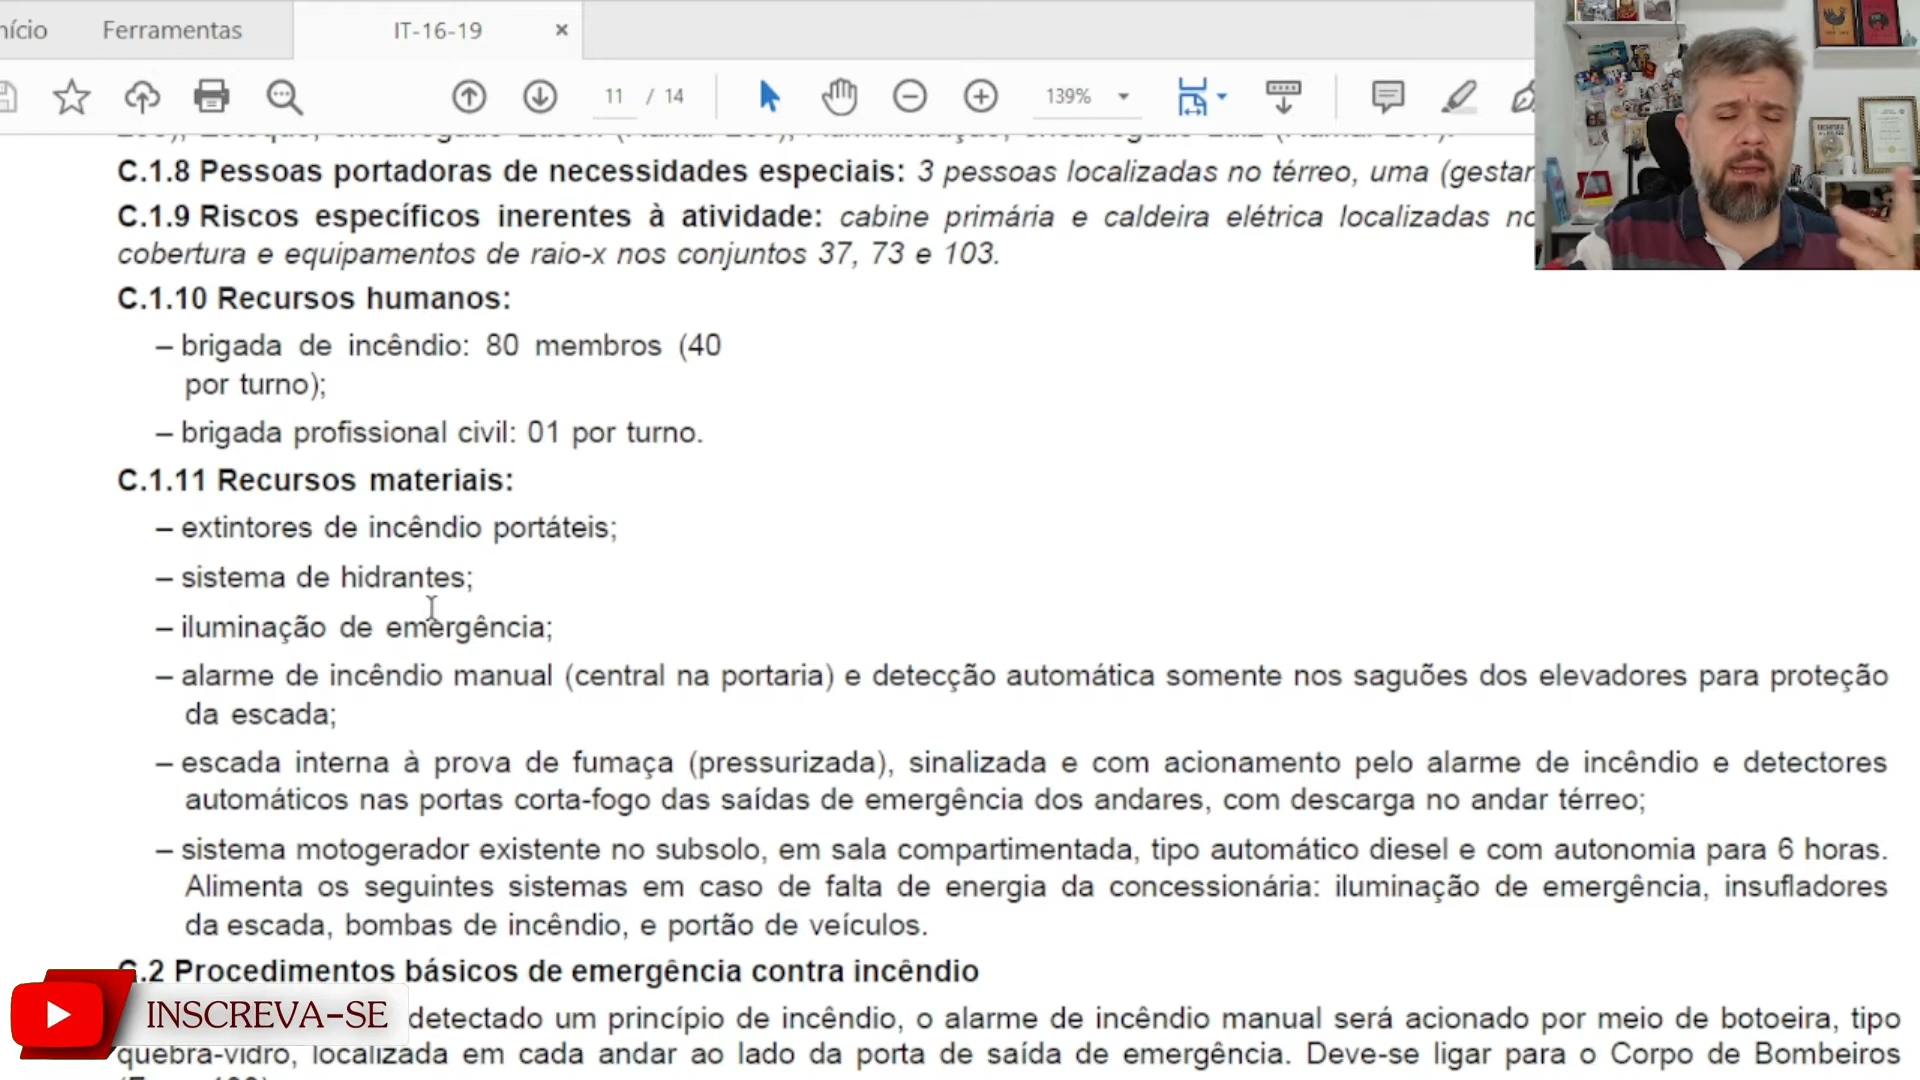 nício Ferramentas IT-16-19 ×
11 / 14 139%
C.1.8 Pessoas portadoras de necessidades especiais: 3 pessoas localizadas no térreo, uma (gestar
C.1.9 Riscos específicos inerentes à atividade: cabine primária e caldeira elétrica localizadas no
cobertura e equipamentos de raio-x nos conjuntos 37, 73 e 103.
C.1.10 Recursos humanos:
– brigada de incêndio: 80 membros (40
por turno);
– brigada profissional civil: 01 por turno.
C.1.11 Recursos materiais:
– extintores de incêndio portáteis;
– sistema de hidrantes;
– iluminação de emergência;
– alarme de incêndio manual (central na portaria) e detecção automática somente nos saguões dos elevadores para proteção
da escada;
– escada interna à prova de fumaça (pressurizada), sinalizada e com acionamento pelo alarme de incêndio e detectores
automáticos nas portas corta-fogo das saídas de emergência dos andares, com descarga no andar térreo;
– sistema motogerador existente no subsolo, em sala compartimentada, tipo automático diesel e com autonomia para 6 horas.
Alimenta os seguintes sistemas em caso de falta de energia da concessionária: iluminação de emergência, insufladores
da escada, bombas de incêndio, e portão de veículos.
C.2 Procedimentos básicos de emergência contra incêndio
INSCREVA-SE
detectado um princípio de incêndio, o alarme de incêndio manual será acionado por meio de botoeira, tipo
quebra-vidro, localizada em cada andar ao lado da porta de saída de emergência. Deve-se ligar para o Corpo de Bombeiros